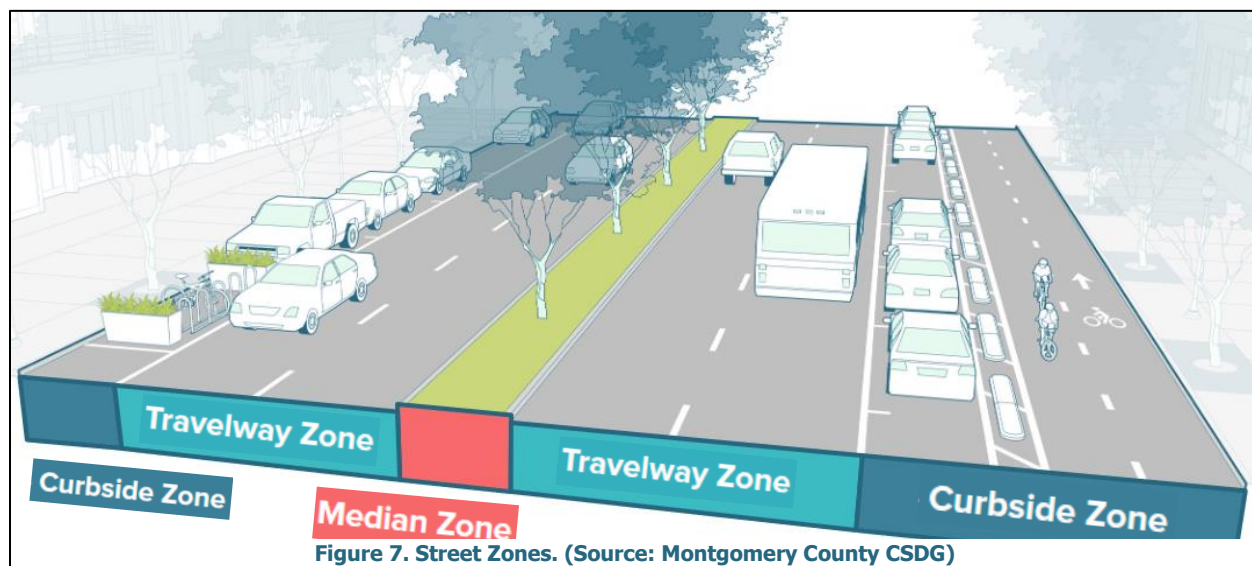 Travelway Zone
Curbside Zone
Median Zone
Travelway Zone
Curbside Zone
Figure 7. Street Zones. (Source: Montgomery County CSDG)